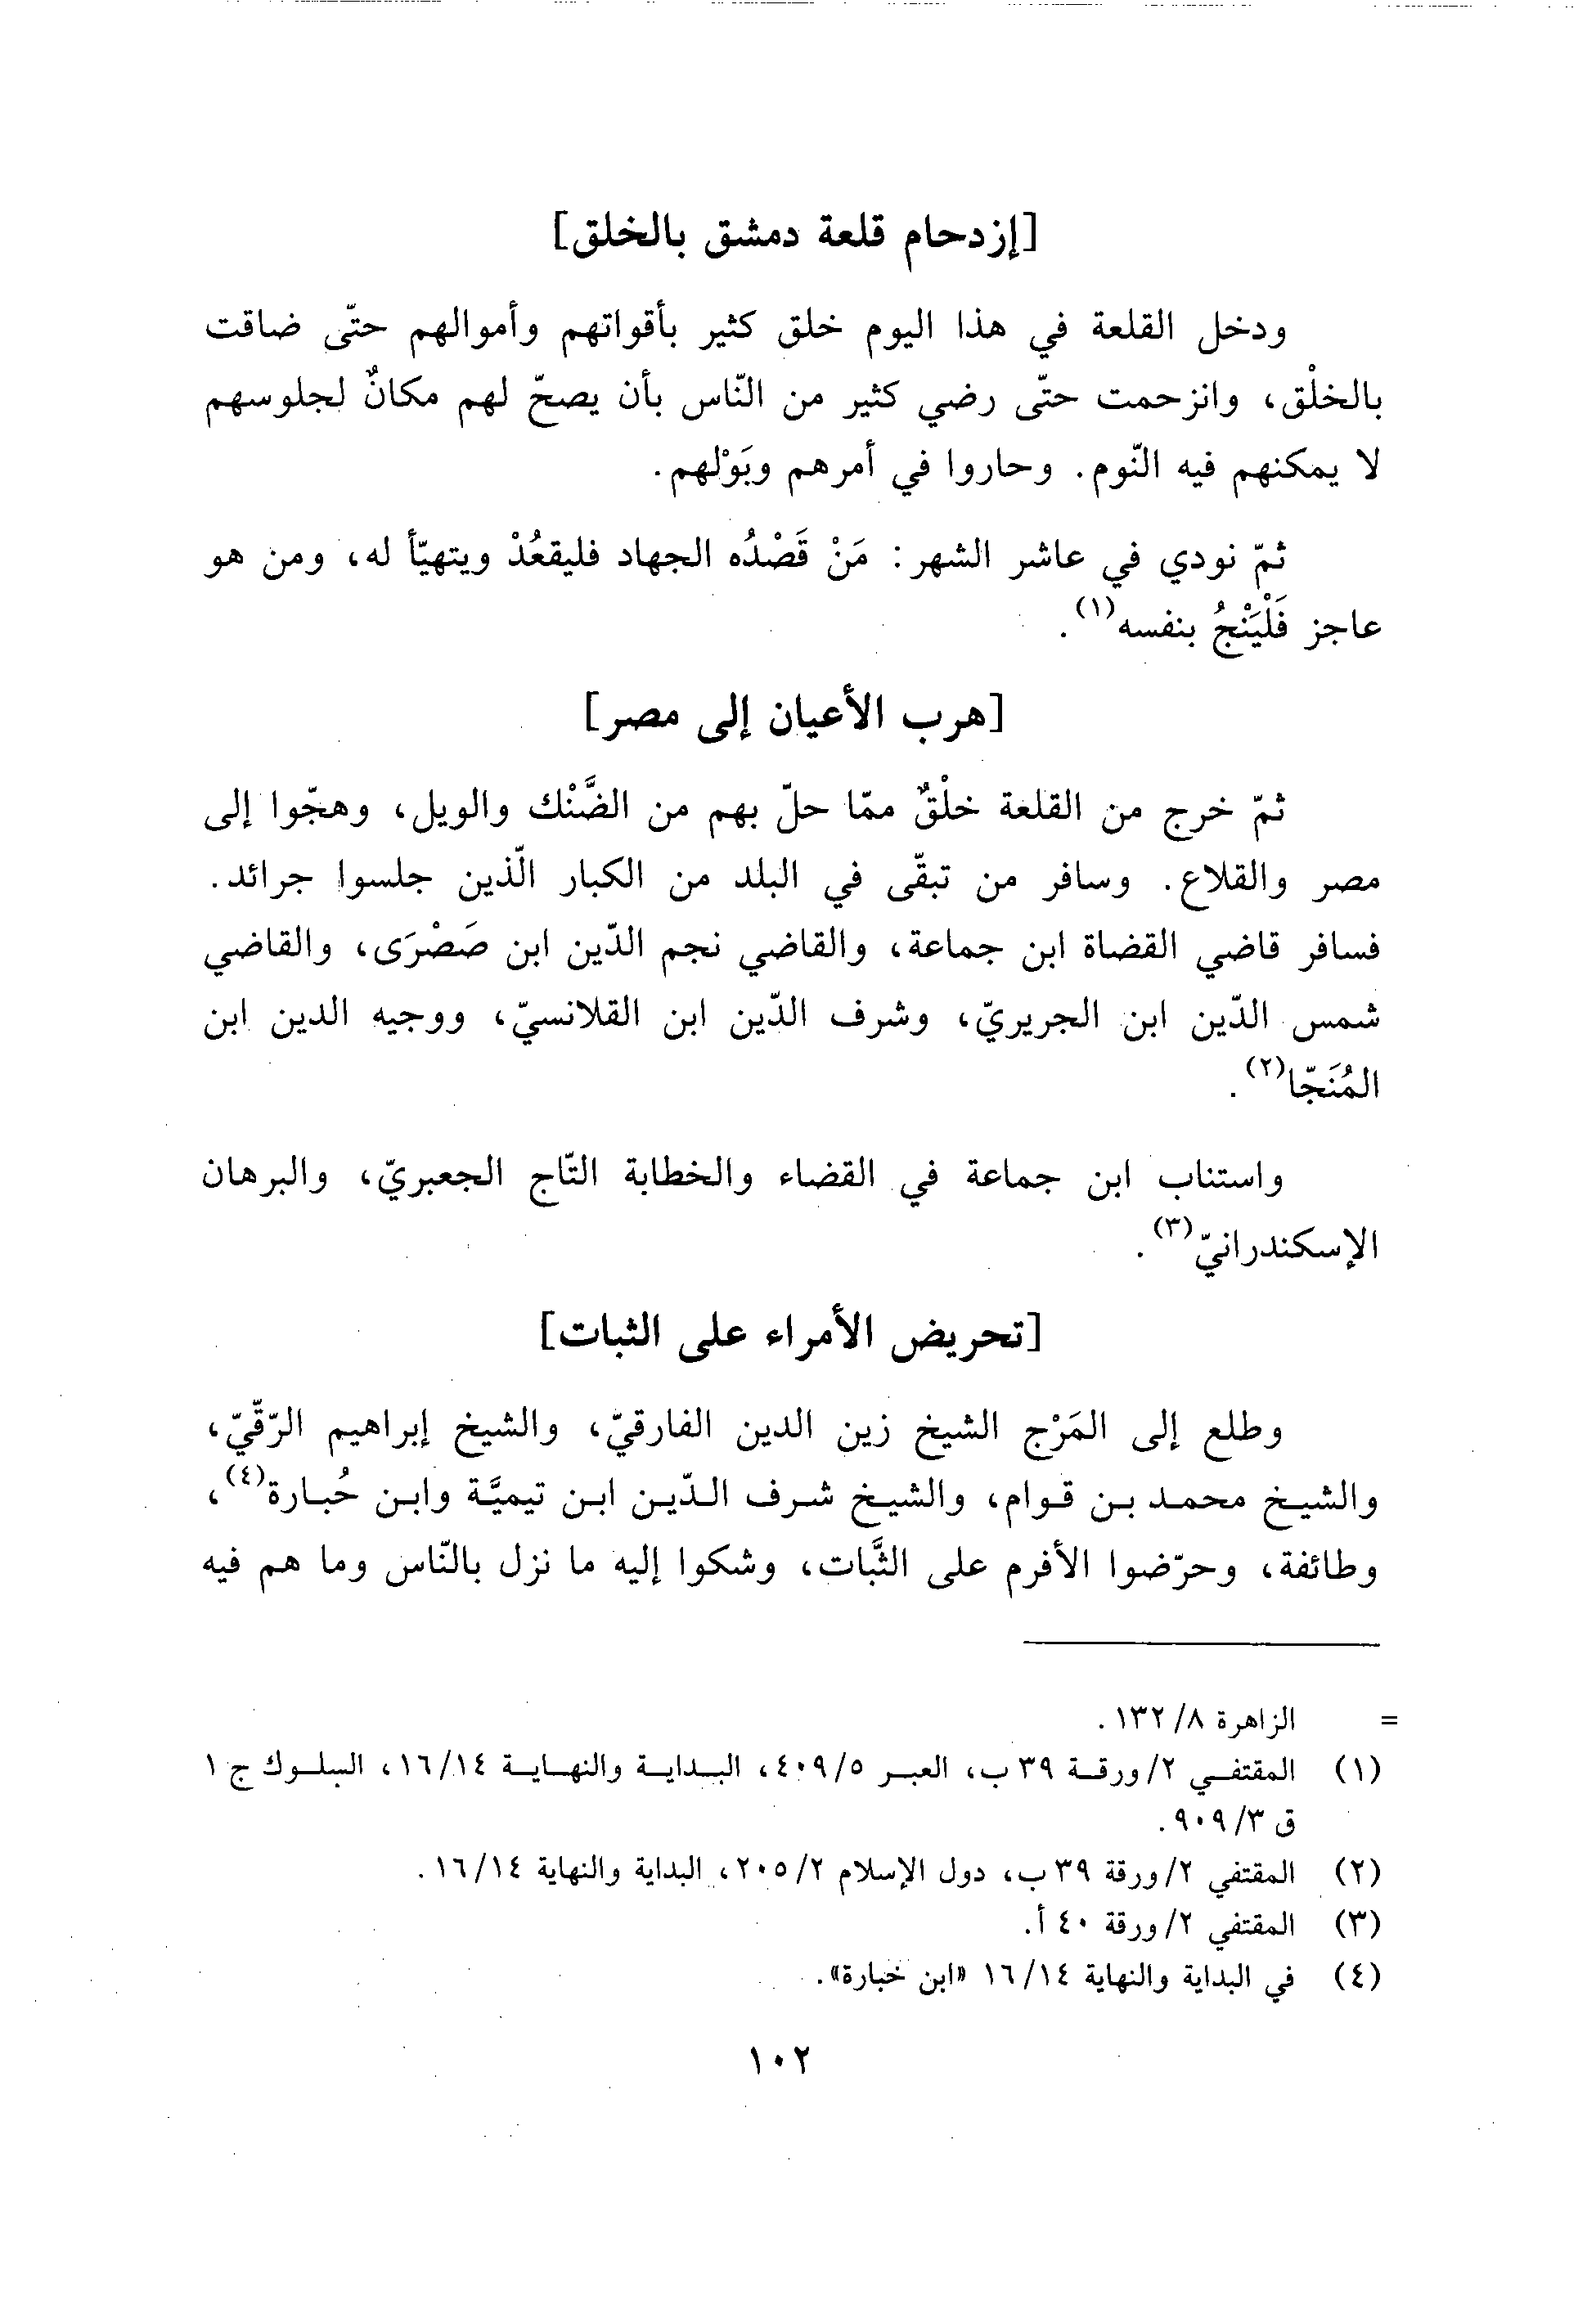 [إزدحام قلعة دمشق بالخلق]
ودخل القلعة في هذا اليوم خلق كثير بأقواتهم وأموالهم حتّى ضاقت
بالخلْق، وانزحمت حتّى رضي كثير من النّاس بأن يصحّ لهم مكانٌ لجلوسهم
لا يمكنهم فيه النّوم. وحاروا في أمرهم وبَوْلهم.
ثمّ نودي في عاشر الشهر: مَنْ قَصْدُه الجهاد فليقعُدْ ويتهيّأ له، ومن هو
عاجز فَلْيَنْجُ بنفسه(١).
[هرب الأعيان إلى مصر]
ثمّ خرج من القلعة خلْقٌ ممّا حلّ بهم من الضَّنْك والويل، وهجّوا إلى
مصر والقلاع. وسافر من تبقّى في البلد من الكبار الّذين جلسوا جرائد.
فسافر قاضي القضاة ابن جماعة، والقاضي نجم الدّين ابن صَصْرَى، والقاضي
شمس الدّين ابن الجريريّ، وشرف الدّين ابن القلانسيّ، ووجيه الدين ابن
المُنَجّا(٢).
واستناب ابن جماعة في القضاء والخطابة التّاج الجعبريّ، والبرهان
الإسكندرانيّ(٣).
[تحريض الأمراء على الثبات]
وطلع إلى المَرْج الشيخ زين الدين الفارقيّ، والشيخ إبراهيم الرّقّيّ،
والشيخ محمد بن قوام، والشيخ شرف الدّين ابن تيميَّة وابن حُبارة(٤)،
وطائفة، وحرّضوا الأفرم على الثَّبات، وشكوا إليه ما نزل بالنّاس وما هم فيه
= الزاهرة ٨/ ١٣٢.
(١) المقتفي ٢/ ورقة ٣٩ ب، العبر ٥/ ٤٠٩، البداية والنهاية ١٤/ ١٦، السلوك ج ١
ق ٣/ ٩٠٩.
(٢) المقتفي ٢/ ورقة ٣٩ ب، دول الإسلام ٢/ ٢٠٥، البداية والنهاية ١٤/ ١٦.
(٣) المقتفي ٢/ ورقة ٤٠ أ.
(٤) في البداية والنهاية ١٤/ ١٦ «ابن خبارة».
١٠٢